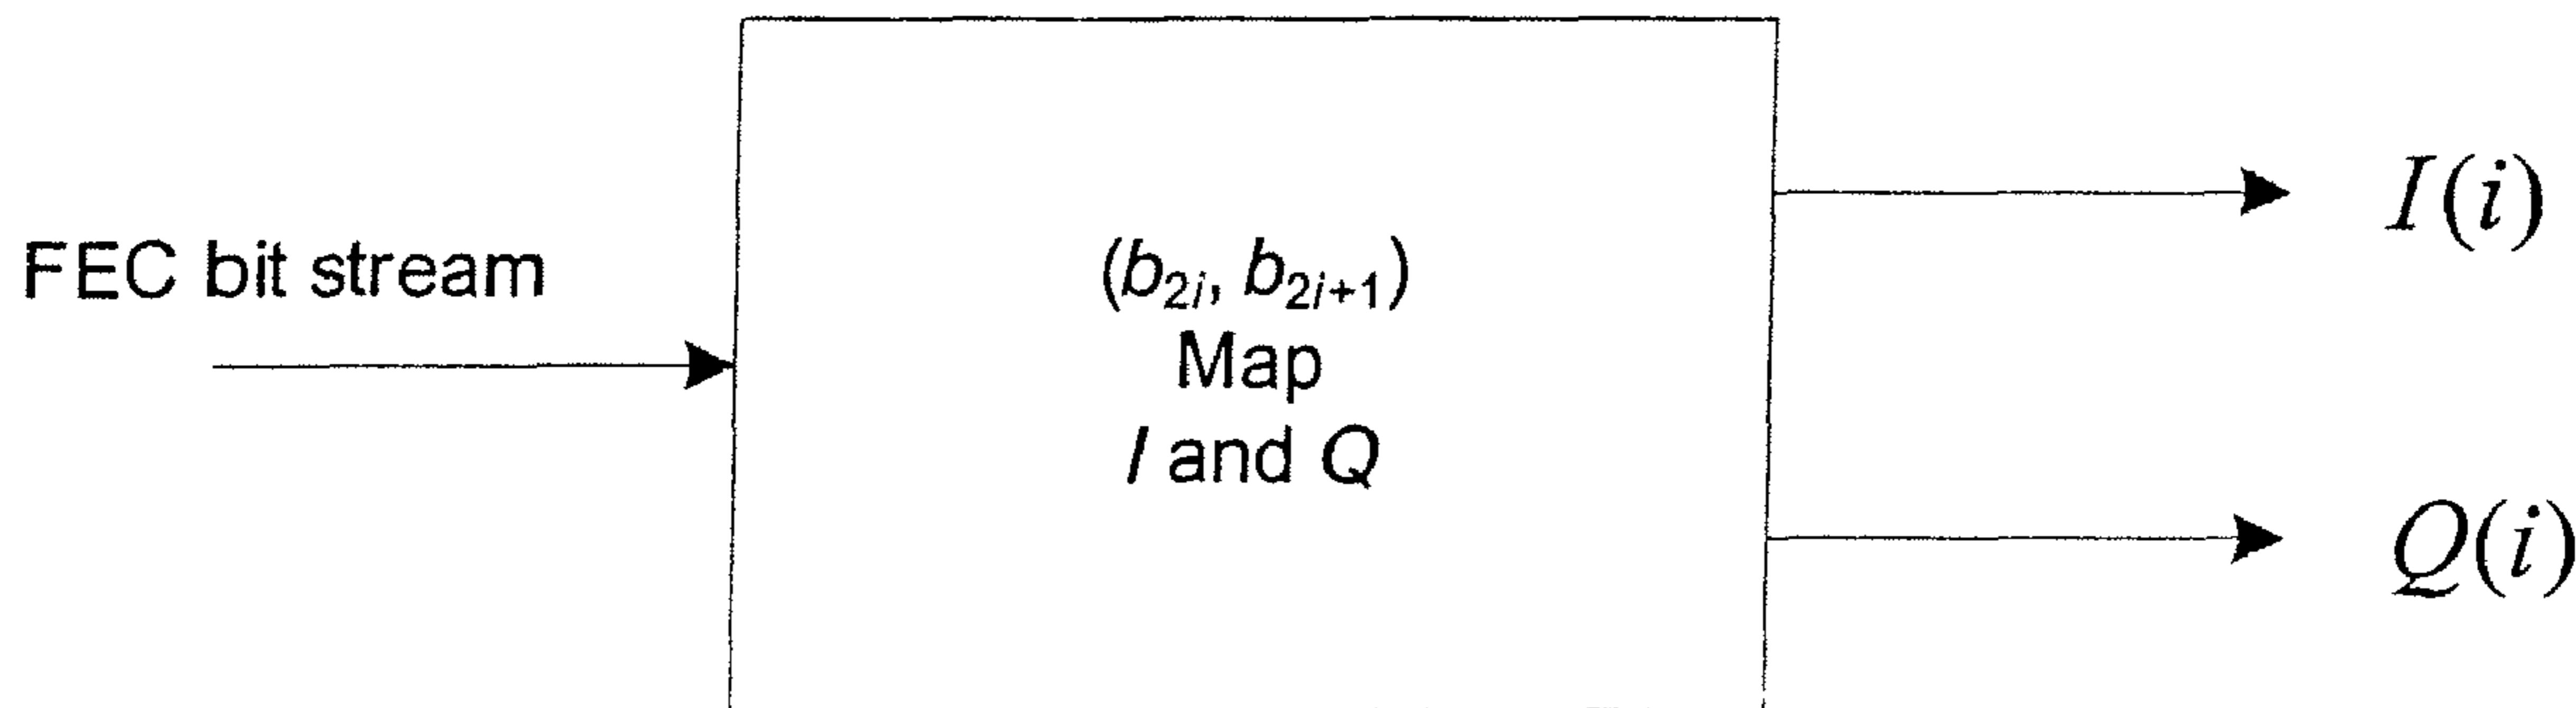 FEC bit stream
(b₂ᵢ, b₂ᵢ₊₁)
Map
I and Q
I(i)
Q(i)